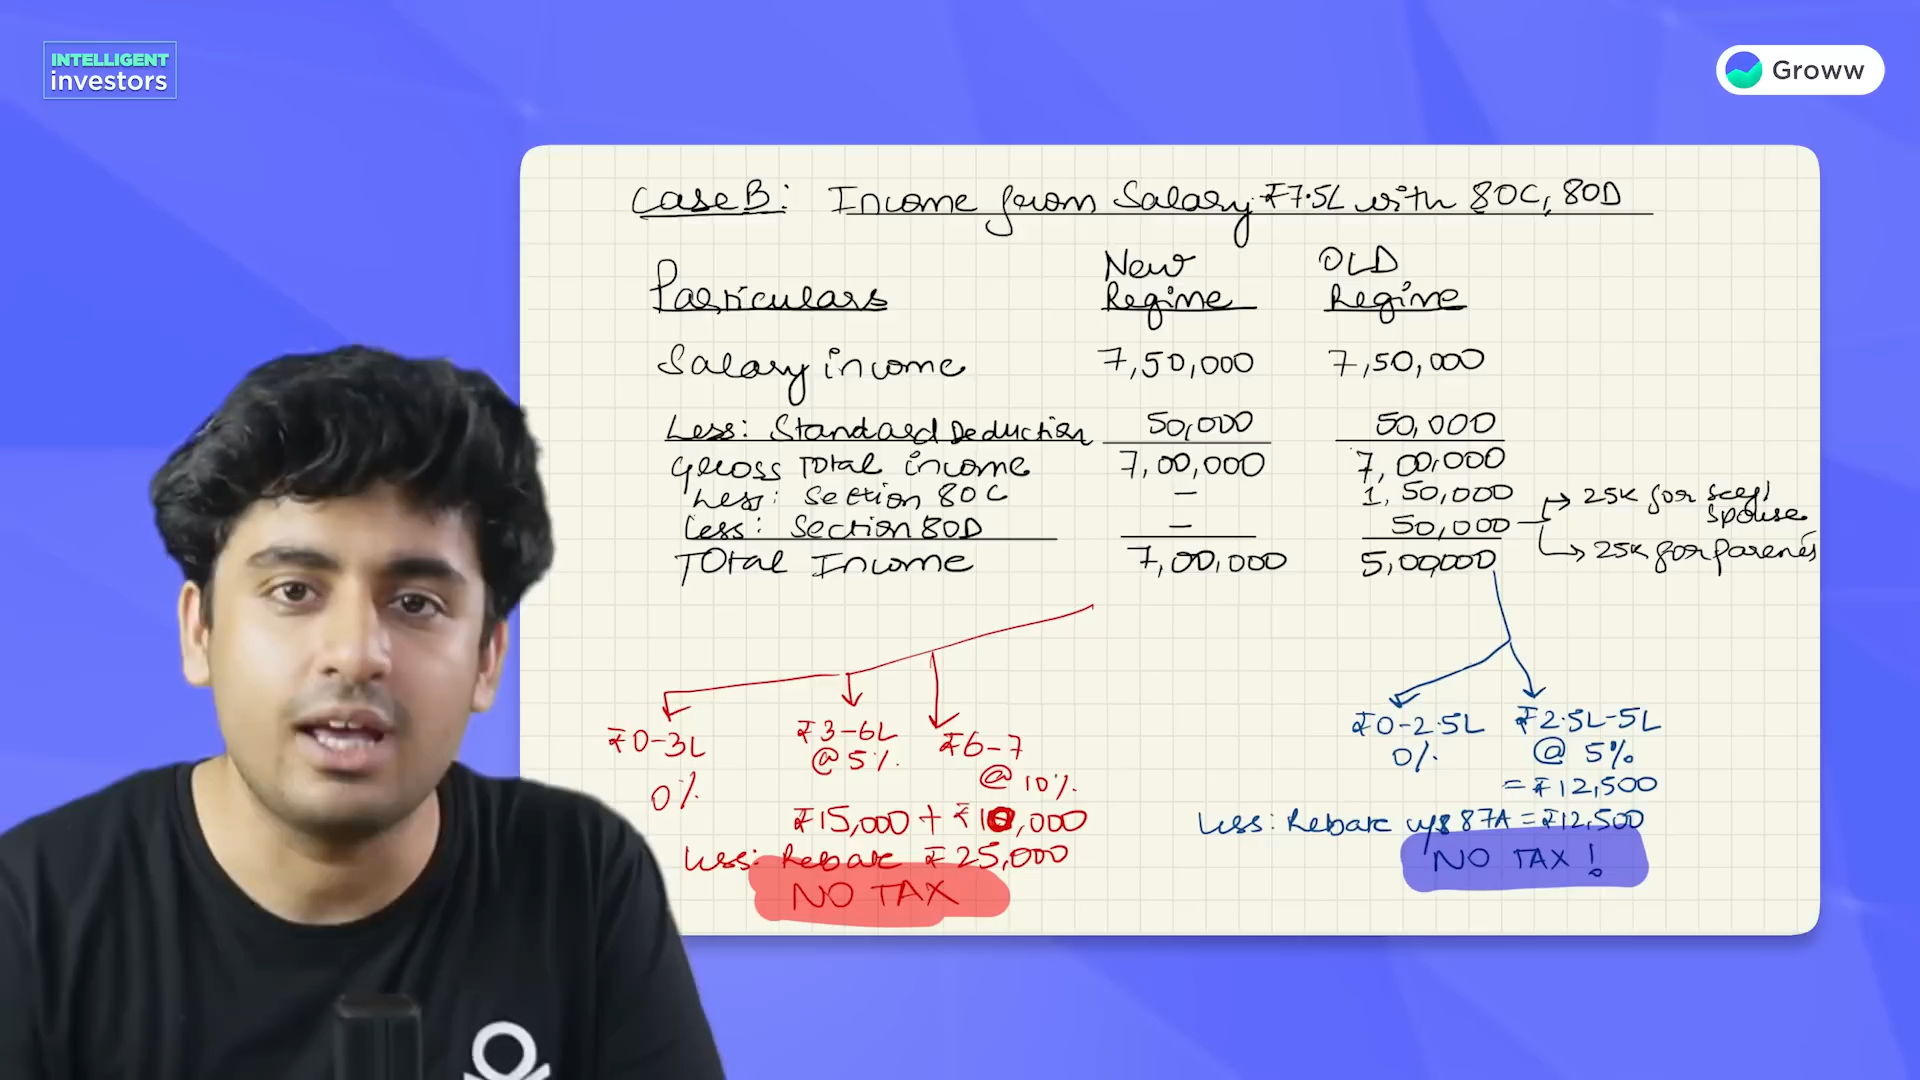 INTELLIGENT
investors
Groww
Case B: Income from Salary ₹7.5L with 80C, 80D
Particulars New Regime OLD Regime
Salary income 7,50,000 7,50,000
Less: Standard Deduction 50,000 50,000
Gross Total income 7,00,000 7,00,000
Less: Section 80C – 1,50,000
Less: Section 80D – 50,000
→ 25K for self/ spouse
→ 25K for parents
Total Income 7,00,000 5,00,000
₹0-3L
0%
₹3-6L
@ 5%
₹6-7
@ 10%
₹15,000 + ₹10,000
Less: Rebate ₹25,000
NO TAX
₹0-2.5L
0%
₹2.5L-5L
@ 5%
= ₹12,500
Less: Rebate u/s 87A = ₹12,500
NO TAX!